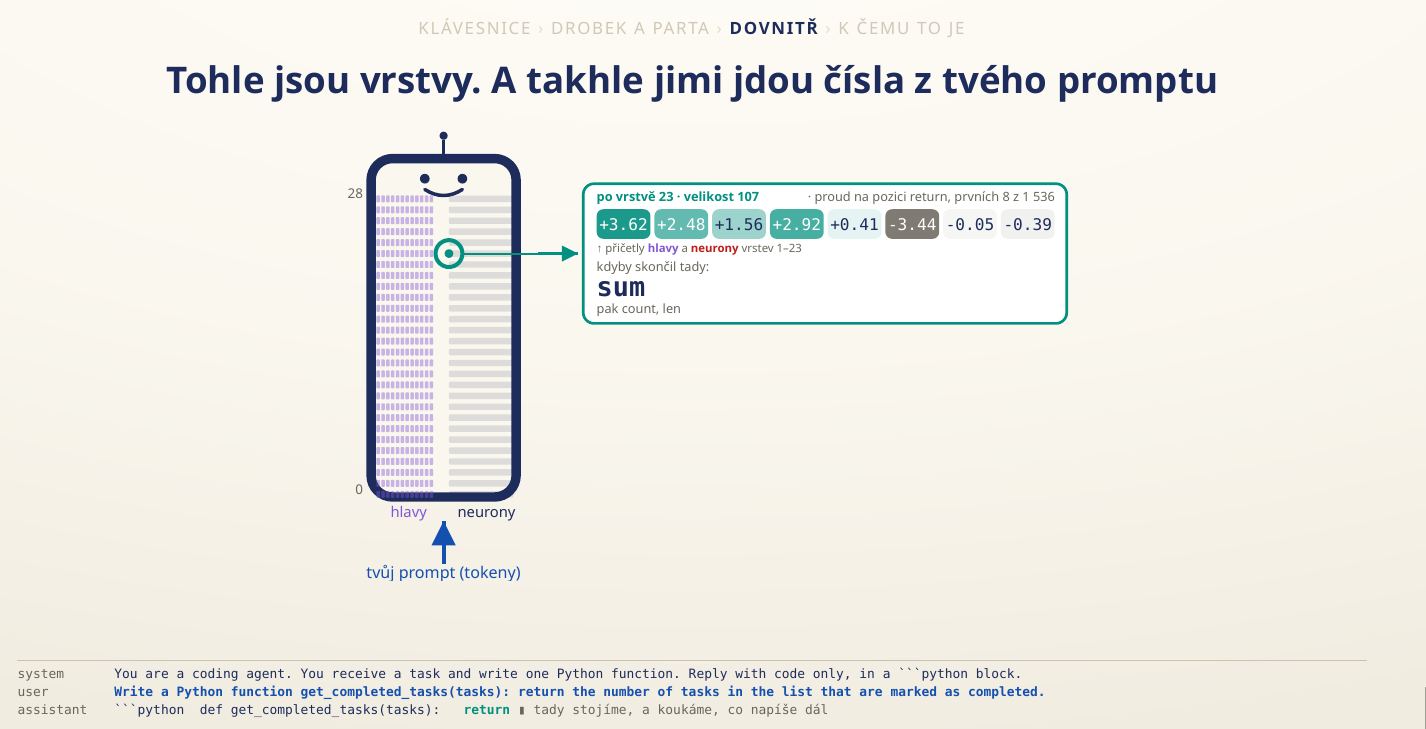 KLÁVESNICE › DROBEK A PARTA › DOVNITŘ › K ČEMU TO JE
Tohle jsou vrstvy. A takhle jimi jdou čísla z tvého promptu
28
0
hlavy neurony
tvůj prompt (tokeny)
po vrstvě 23 · velikost 107 · proud na pozici return, prvních 8 z 1 536
+3.62 +2.48 +1.56 +2.92 +0.41 -3.44 -0.05 -0.39
↑ přičetly hlavy a neurony vrstev 1–23
kdyby skončil tady:
sum
pak count, len
system You are a coding agent. You receive a task and write one Python function. Reply with code only, in a ```python block.
user Write a Python function get_completed_tasks(tasks): return the number of tasks in the list that are marked as completed.
assistant ```python def get_completed_tasks(tasks): return ▮ tady stojíme, a koukáme, co napíše dál